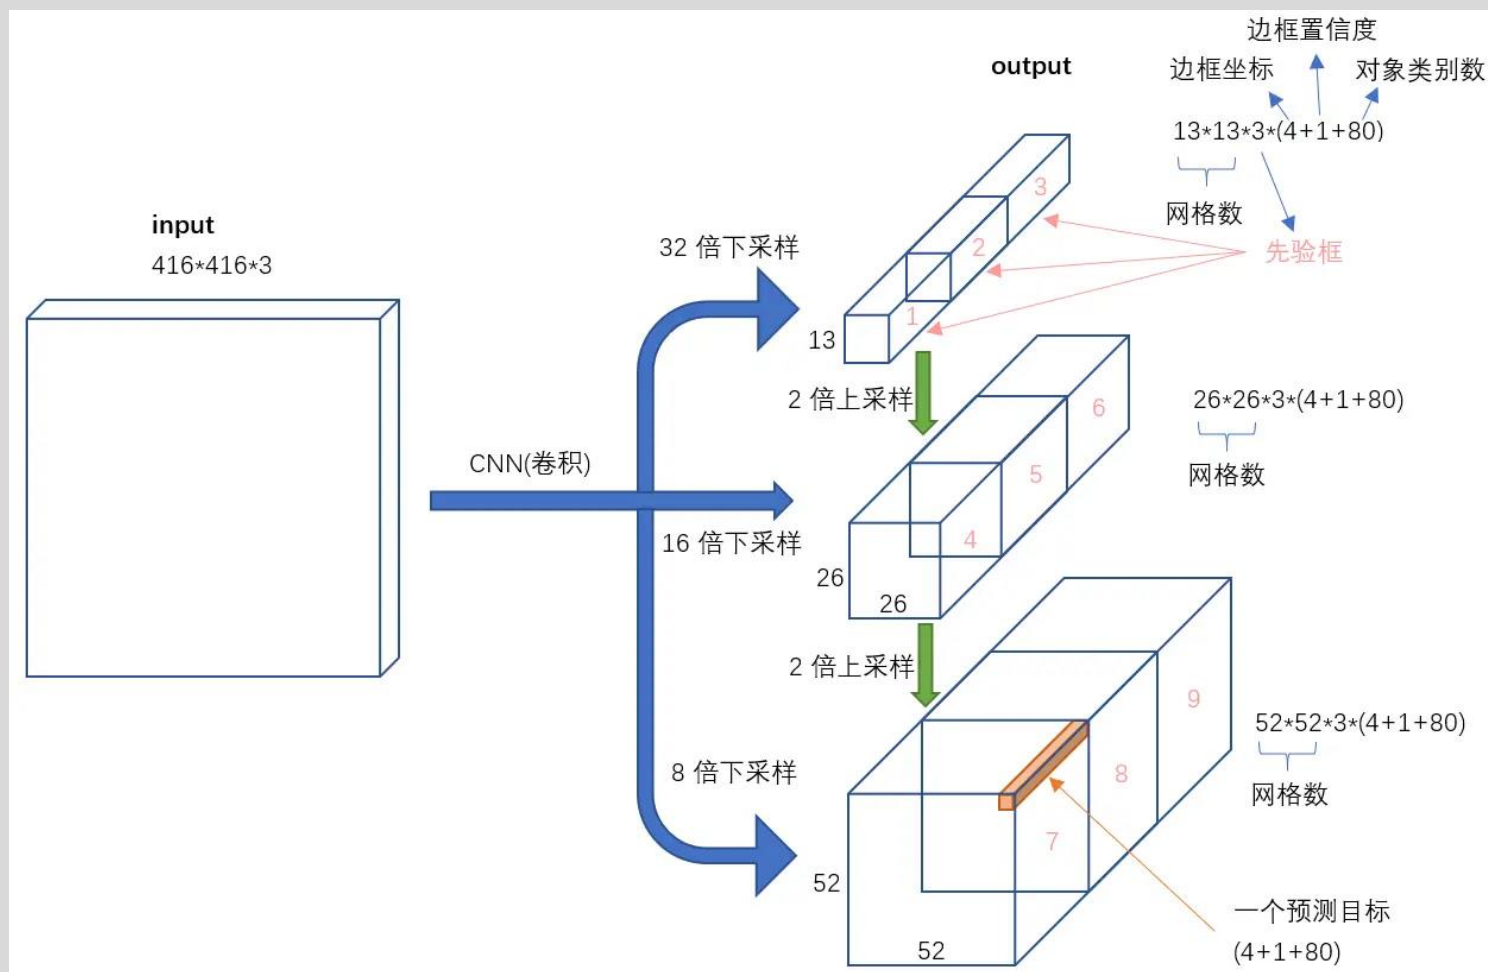 边框置信度
output
边框坐标
对象类别数
13*13*3*(4+1+80)
3
网格数
input
32 倍下采样
2
先验框
416*416*3
1
13
2 倍上采样
6
26*26*3*(4+1+80)
CNN(卷积)
5
网格数
16 倍下采样
4
26
26
2 倍上采样
9
52*52*3*(4+1+80)
8 倍下采样
8
网格数
7
52
一个预测目标
52
(4+1+80)